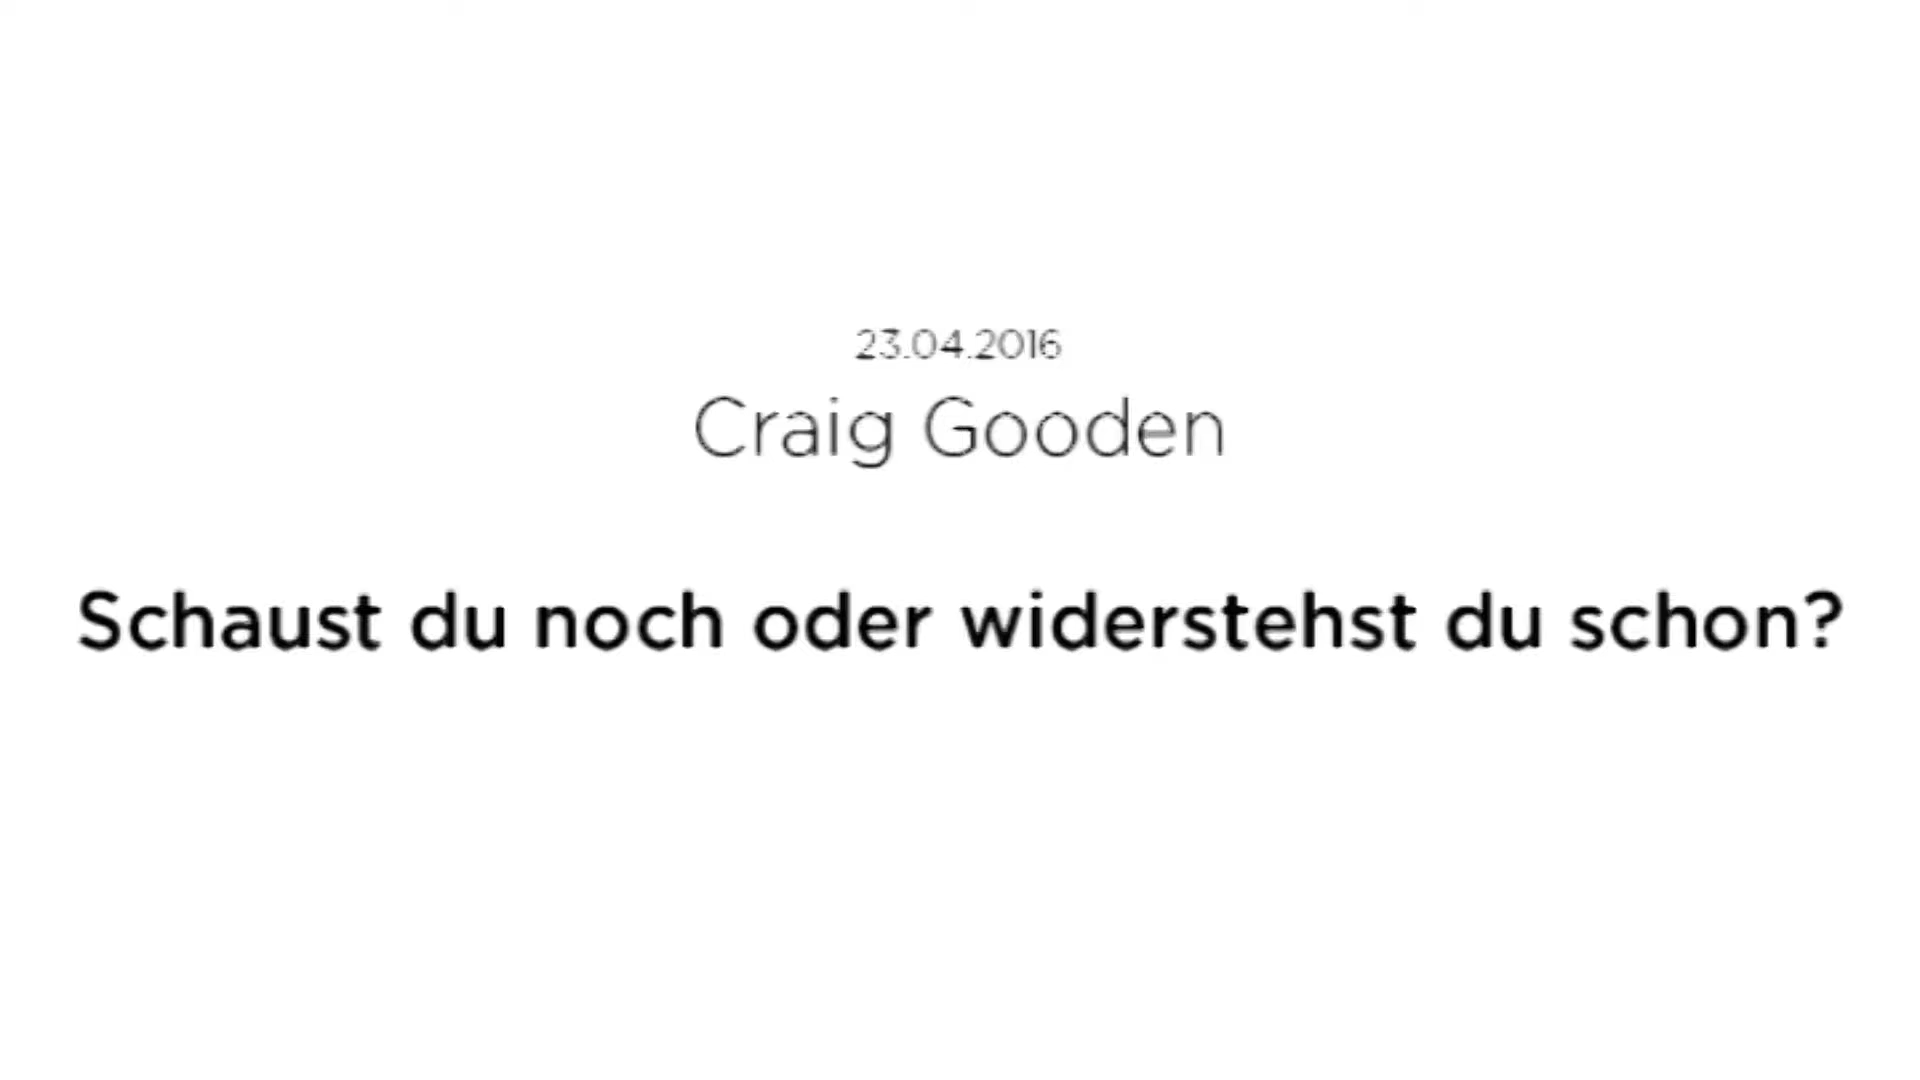 23.04.2016
Craig Gooden
Schaust du noch oder widerstehst du schon?